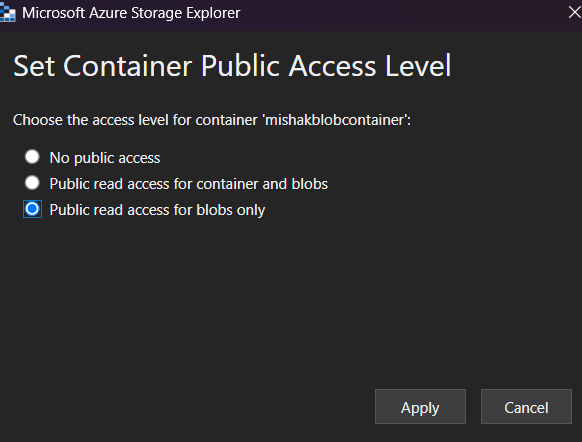 Microsoft Azure Storage Explorer
Set Container Public Access Level
Choose the access level for container 'mishakblobcontainer':
No public access
Public read access for container and blobs
Public read access for blobs only
Apply
Cancel